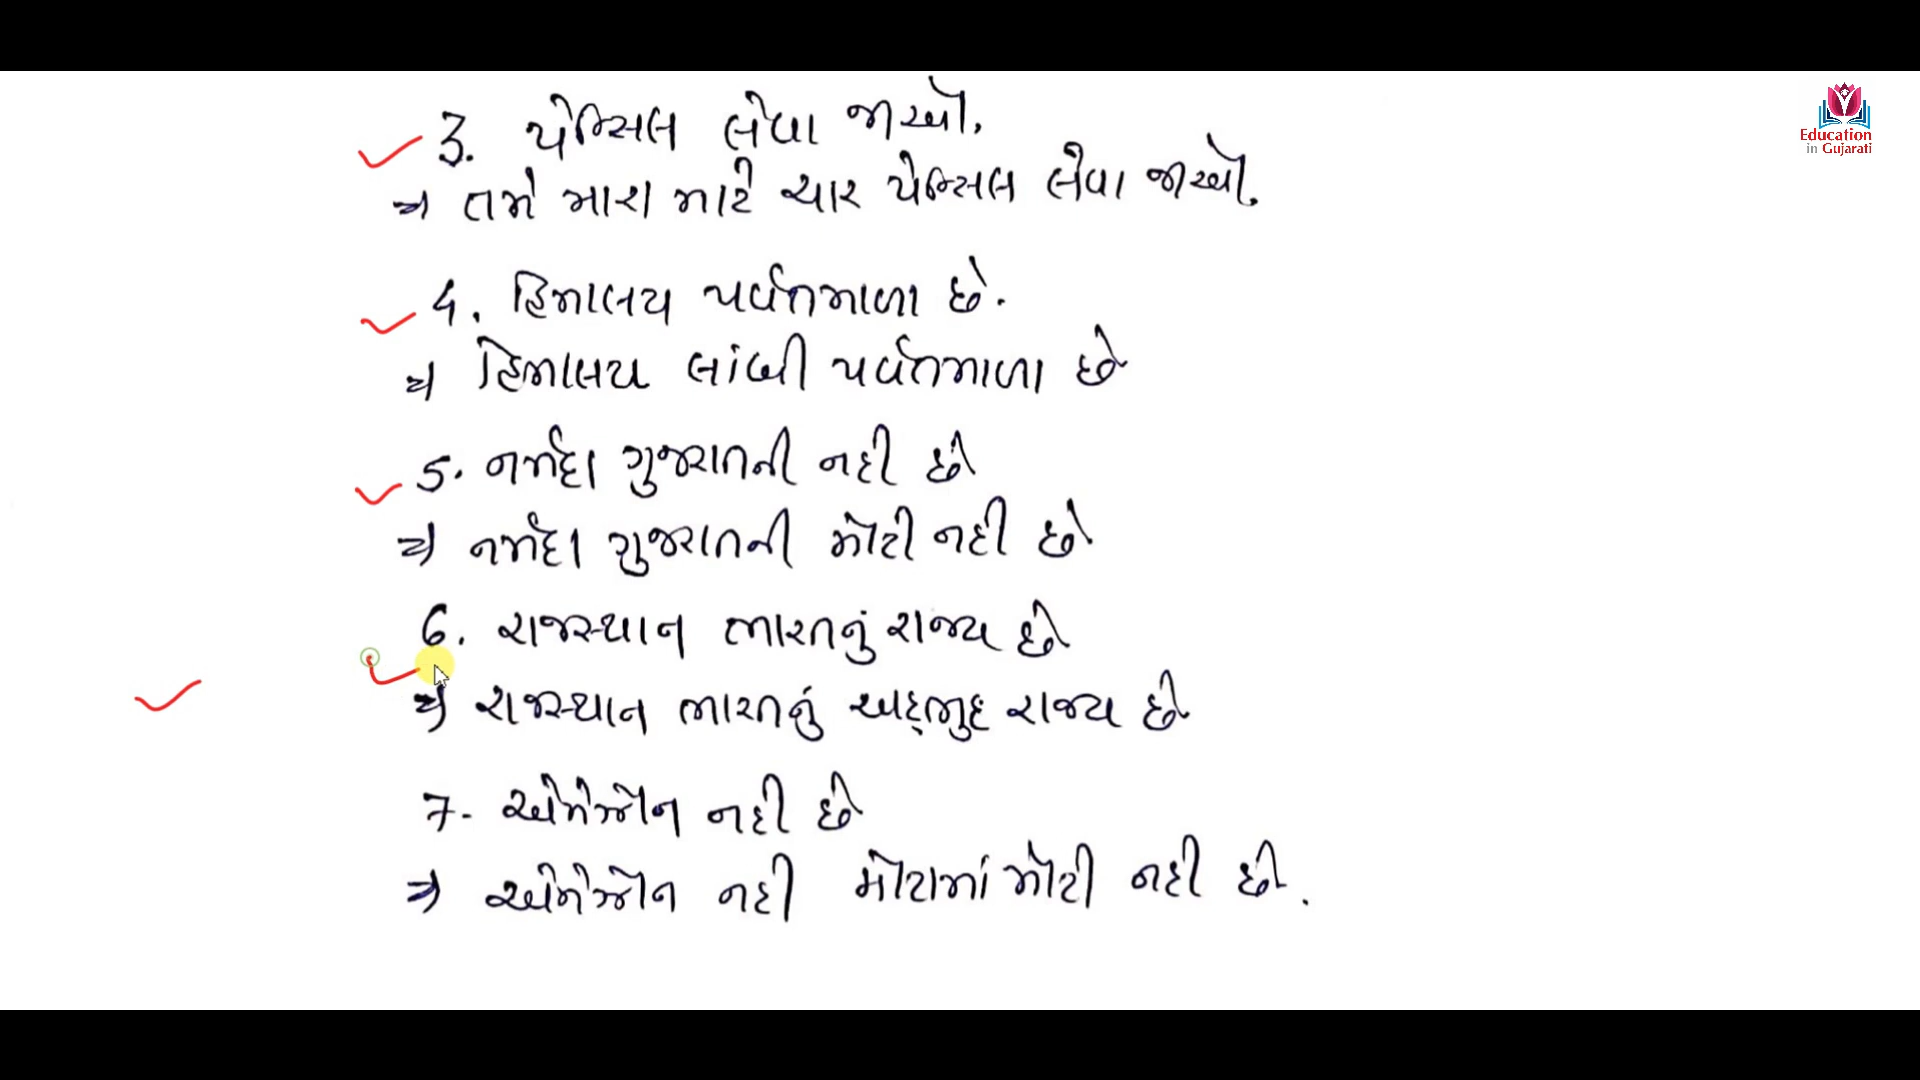 Education
in Gujarati
3. પેન્સિલ લેવા જાઓ.
⇒ તમે મારા માટે ચાર પેન્સિલ લેવા જાઓ.
4. હિમાલય પર્વતમાળા છે.
⇒ હિમાલય લાંબી પર્વતમાળા છે
5. નર્મદા ગુજરાતની નદી છે
⇒ નર્મદા ગુજરાતની મોટી નદી છે
6. રાજસ્થાન ભારતનું રાજ્ય છે
⇒ રાજસ્થાન ભારતનું અદ્ભુદ રાજ્ય છે
7. એમેઝોન નદી છે
⇒ એમેઝોન નદી મોટામાં મોટી નદી છે.